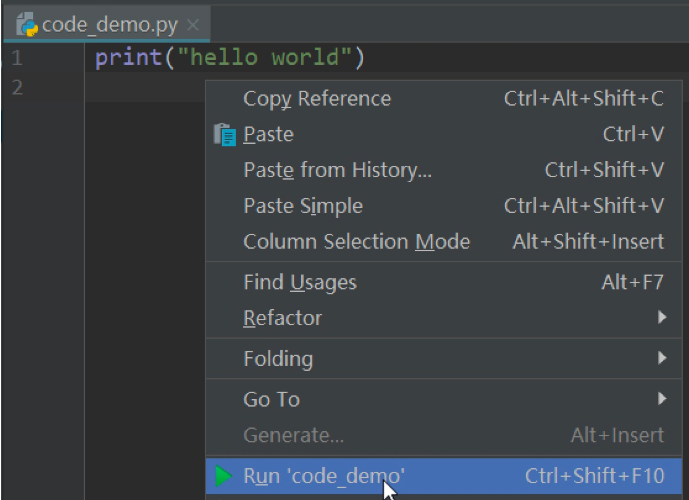 code_demo.py
1 print("hello world")
2
Copy Reference Ctrl+Alt+Shift+C
Paste Ctrl+V
Paste from History... Ctrl+Shift+V
Paste Simple Ctrl+Alt+Shift+V
Column Selection Mode Alt+Shift+Insert
Find Usages Alt+F7
Refactor
Folding
Go To
Generate... Alt+Insert
Run 'code_demo' Ctrl+Shift+F10